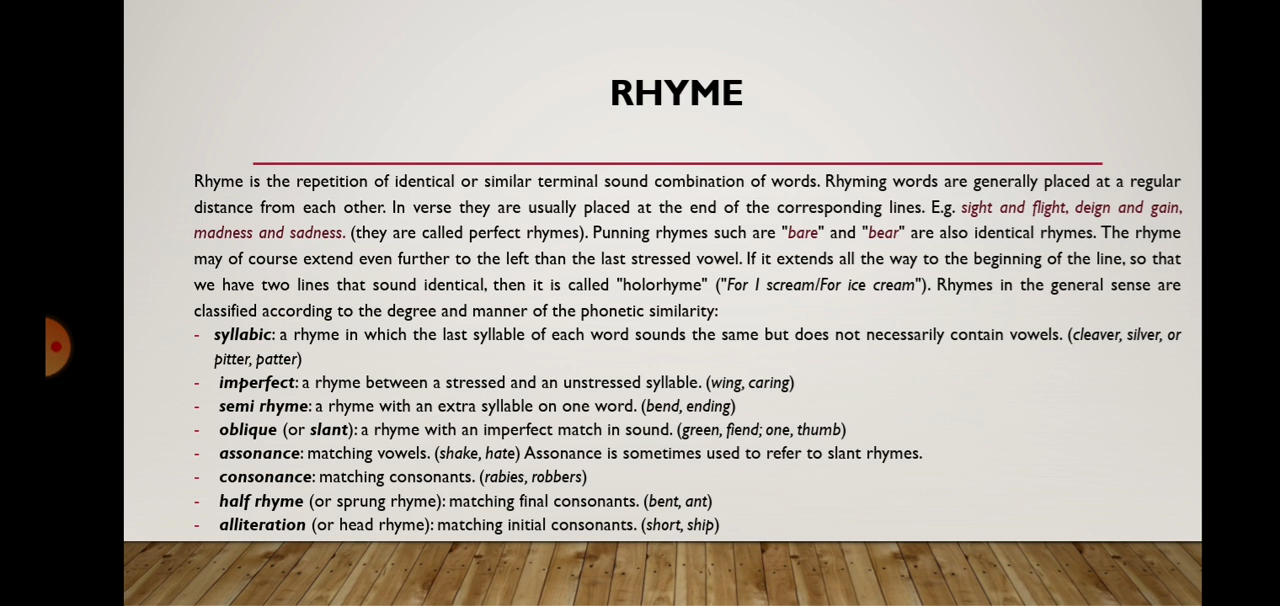 RHYME
Rhyme is the repetition of identical or similar terminal sound combination of words. Rhyming words are generally placed at a regular
distance from each other. In verse they are usually placed at the end of the corresponding lines. E.g. sight and flight, deign and gain,
madness and sadness. (they are called perfect rhymes). Punning rhymes such are "bare" and "bear" are also identical rhymes. The rhyme
may of course extend even further to the left than the last stressed vowel. If it extends all the way to the beginning of the line, so that
we have two lines that sound identical, then it is called "holorhyme" ("For I scream/For ice cream"). Rhymes in the general sense are
classified according to the degree and manner of the phonetic similarity:
- syllabic: a rhyme in which the last syllable of each word sounds the same but does not necessarily contain vowels. (cleaver, silver, or
pitter, patter)
- imperfect: a rhyme between a stressed and an unstressed syllable. (wing, caring)
- semi rhyme: a rhyme with an extra syllable on one word. (bend, ending)
- oblique (or slant): a rhyme with an imperfect match in sound. (green, fiend; one, thumb)
- assonance: matching vowels. (shake, hate) Assonance is sometimes used to refer to slant rhymes.
- consonance: matching consonants. (rabies, robbers)
- half rhyme (or sprung rhyme): matching final consonants. (bent, ant)
- alliteration (or head rhyme): matching initial consonants. (short, ship)